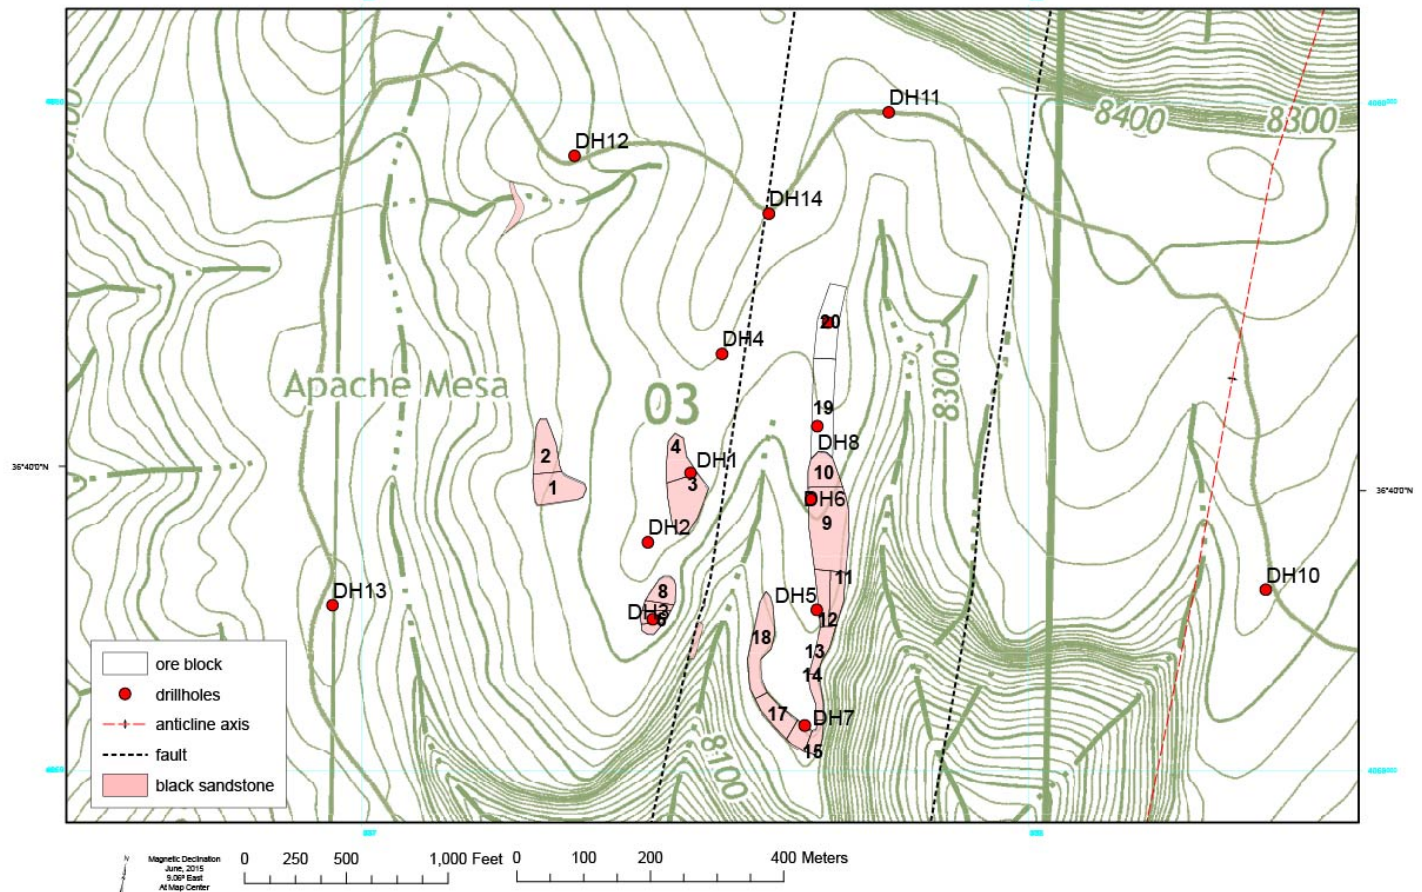 8400
8300
DH11
DH12
DH14
20
DH4
8300
Apache Mesa
03
19
DH8
4
2
DH1
10
36°40'0"N
1
3
DH6
36°40'0"N
9
DH2
11
DH10
8
DH5
DH13
DH3
12
18
13
14
ore block
drillholes
17
DH7
anticline axis
15
fault
8100
black sandstone
Magnetic Declination
June, 2015
9.06° East
At Map Center
0 250 500 1,000 Feet
0 100 200 400 Meters